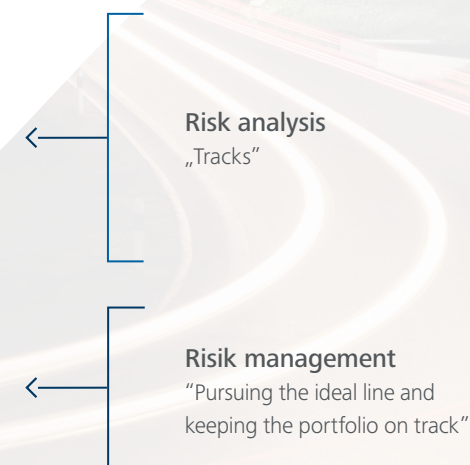 Risk analysis
„Tracks”
Risik management
“Pursuing the ideal line and
keeping the portfolio on track”